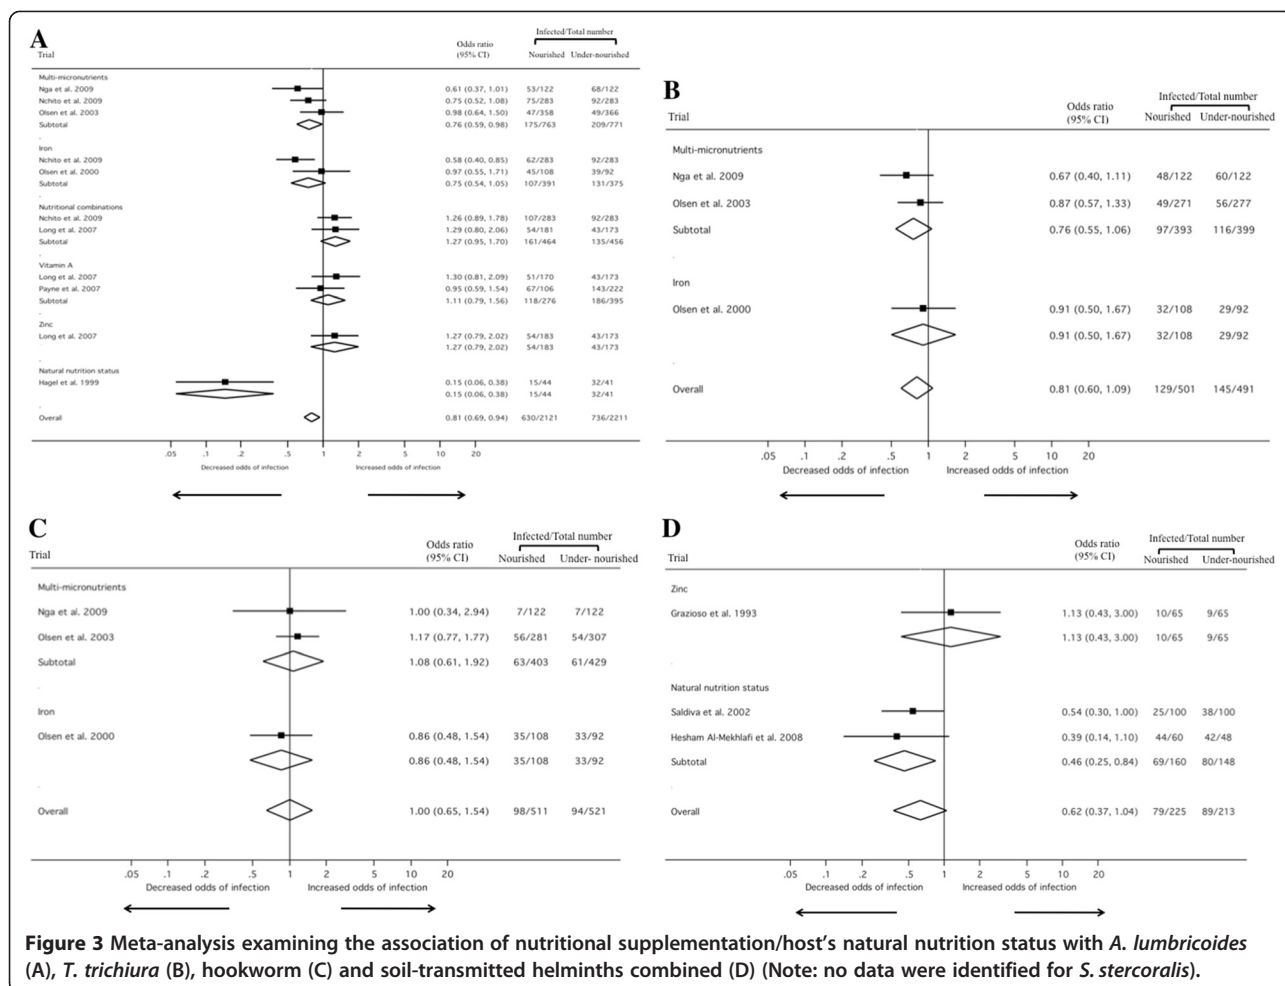 A
Trial
Odds ratio
(95% CI)
Infected/Total number
Nourished Under-nourished
Multi-micronutrients
Nga et al. 2009 0.61 (0.37, 1.01) 53/122 68/122
Nchito et al. 2009 0.75 (0.52, 1.08) 75/283 92/283
Olsen et al. 2003 0.98 (0.64, 1.50) 47/358 49/366
Subtotal 0.76 (0.59, 0.98) 175/763 209/771
.
Iron
Nchito et al. 2009 0.58 (0.40, 0.85) 62/283 92/283
Olsen et al. 2000 0.97 (0.55, 1.71) 45/108 39/92
Subtotal 0.75 (0.54, 1.05) 107/391 131/375
.
Nutritional combinations
Nchito et al. 2009 1.26 (0.89, 1.78) 107/283 92/283
Long et al. 2007 1.29 (0.80, 2.06) 54/181 43/173
Subtotal 1.27 (0.95, 1.70) 161/464 135/456
.
Vitamin A
Long et al. 2007 1.30 (0.81, 2.09) 51/170 43/173
Payne et al. 2007 0.95 (0.59, 1.54) 67/106 143/222
Subtotal 1.11 (0.79, 1.56) 118/276 186/395
.
Zinc
Long et al. 2007 1.27 (0.79, 2.02) 54/183 43/173
1.27 (0.79, 2.02) 54/183 43/173
.
Natural nutrition status
Hagel et al. 1999 0.15 (0.06, 0.38) 15/44 32/41
0.15 (0.06, 0.38) 15/44 32/41
.
Overall 0.81 (0.69, 0.94) 630/2121 736/2211
.05 .1 .2 .5 1 2 5 10 20
Decreased odds of infection Increased odds of infection
B
Trial
Odds ratio
(95% CI)
Infected/Total number
Nourished Under-nourished
Multi-micronutrients
Nga et al. 2009 0.67 (0.40, 1.11) 48/122 60/122
Olsen et al. 2003 0.87 (0.57, 1.33) 49/271 56/277
Subtotal 0.76 (0.55, 1.06) 97/393 116/399
.
Iron
Olsen et al. 2000 0.91 (0.50, 1.67) 32/108 29/92
0.91 (0.50, 1.67) 32/108 29/92
.
Overall 0.81 (0.60, 1.09) 129/501 145/491
.05 .1 .2 .5 1 2 5 10 20
Decreased odds of infection Increased odds of infection
C
Trial
Odds ratio
(95% CI)
Infected/Total number
Nourished Under- nourished
Multi-micronutrients
Nga et al. 2009 1.00 (0.34, 2.94) 7/122 7/122
Olsen et al. 2003 1.17 (0.77, 1.77) 56/281 54/307
Subtotal 1.08 (0.61, 1.92) 63/403 61/429
.
Iron
Olsen et al. 2000 0.86 (0.48, 1.54) 35/108 33/92
0.86 (0.48, 1.54) 35/108 33/92
.
Overall 1.00 (0.65, 1.54) 98/511 94/521
.05 .1 .2 .5 1 2 5 10 20
Decreased odds of infection Increased odds of infection
D
Trial
Odds ratio
(95% CI)
Infected/Total number
Nourished Under-nourished
Zinc
Grazioso et al. 1993 1.13 (0.43, 3.00) 10/65 9/65
1.13 (0.43, 3.00) 10/65 9/65
.
Natural nutrition status
Saldiva et al. 2002 0.54 (0.30, 1.00) 25/100 38/100
Hesham Al-Mekhlafi et al. 2008 0.39 (0.14, 1.10) 44/60 42/48
Subtotal 0.46 (0.25, 0.84) 69/160 80/148
.
Overall 0.62 (0.37, 1.04) 79/225 89/213
.05 .1 .2 .5 1 2 5 10 20
Decreased odds of infection Increased odds of infection
Figure 3 Meta-analysis examining the association of nutritional supplementation/host's natural nutrition status with A. lumbricoides
(A), T. trichiura (B), hookworm (C) and soil-transmitted helminths combined (D) (Note: no data were identified for S. stercoralis).